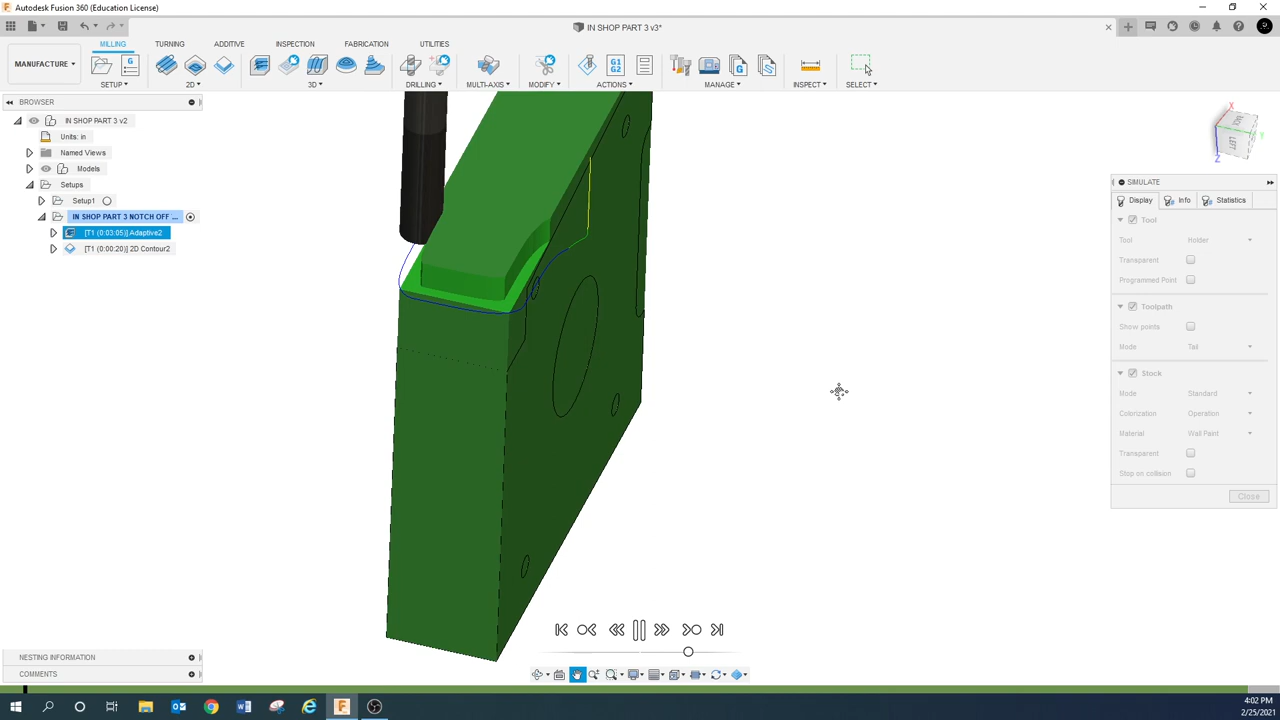 Autodesk Fusion 360 (Education License)
IN SHOP PART 3 v3*
MILLING TURNING ADDITIVE INSPECTION FABRICATION UTILITIES
MANUFACTURE
SETUP 2D 3D DRILLING MULTI-AXIS MODIFY ACTIONS MANAGE INSPECT SELECT
G G1 G2 G
BROWSER
IN SHOP PART 3 v2
Units: in
Named Views
Models
Setups
Setup1
IN SHOP PART 3 NOTCH OFF ...
[T1 (0:03:05)] Adaptive2
[T1 (0:00:20)] 2D Contour2
X
Y
Z
BACK
LEFT
SIMULATE
Display Info Statistics
Tool
Tool Holder
Transparent
Programmed Point
Toolpath
Show points
Mode Tail
Stock
Mode Standard
Colorization Operation
Material Wall Paint
Transparent
Stop on collision
Close
NESTING INFORMATION
COMMENTS
4:02 PM
2/25/2021